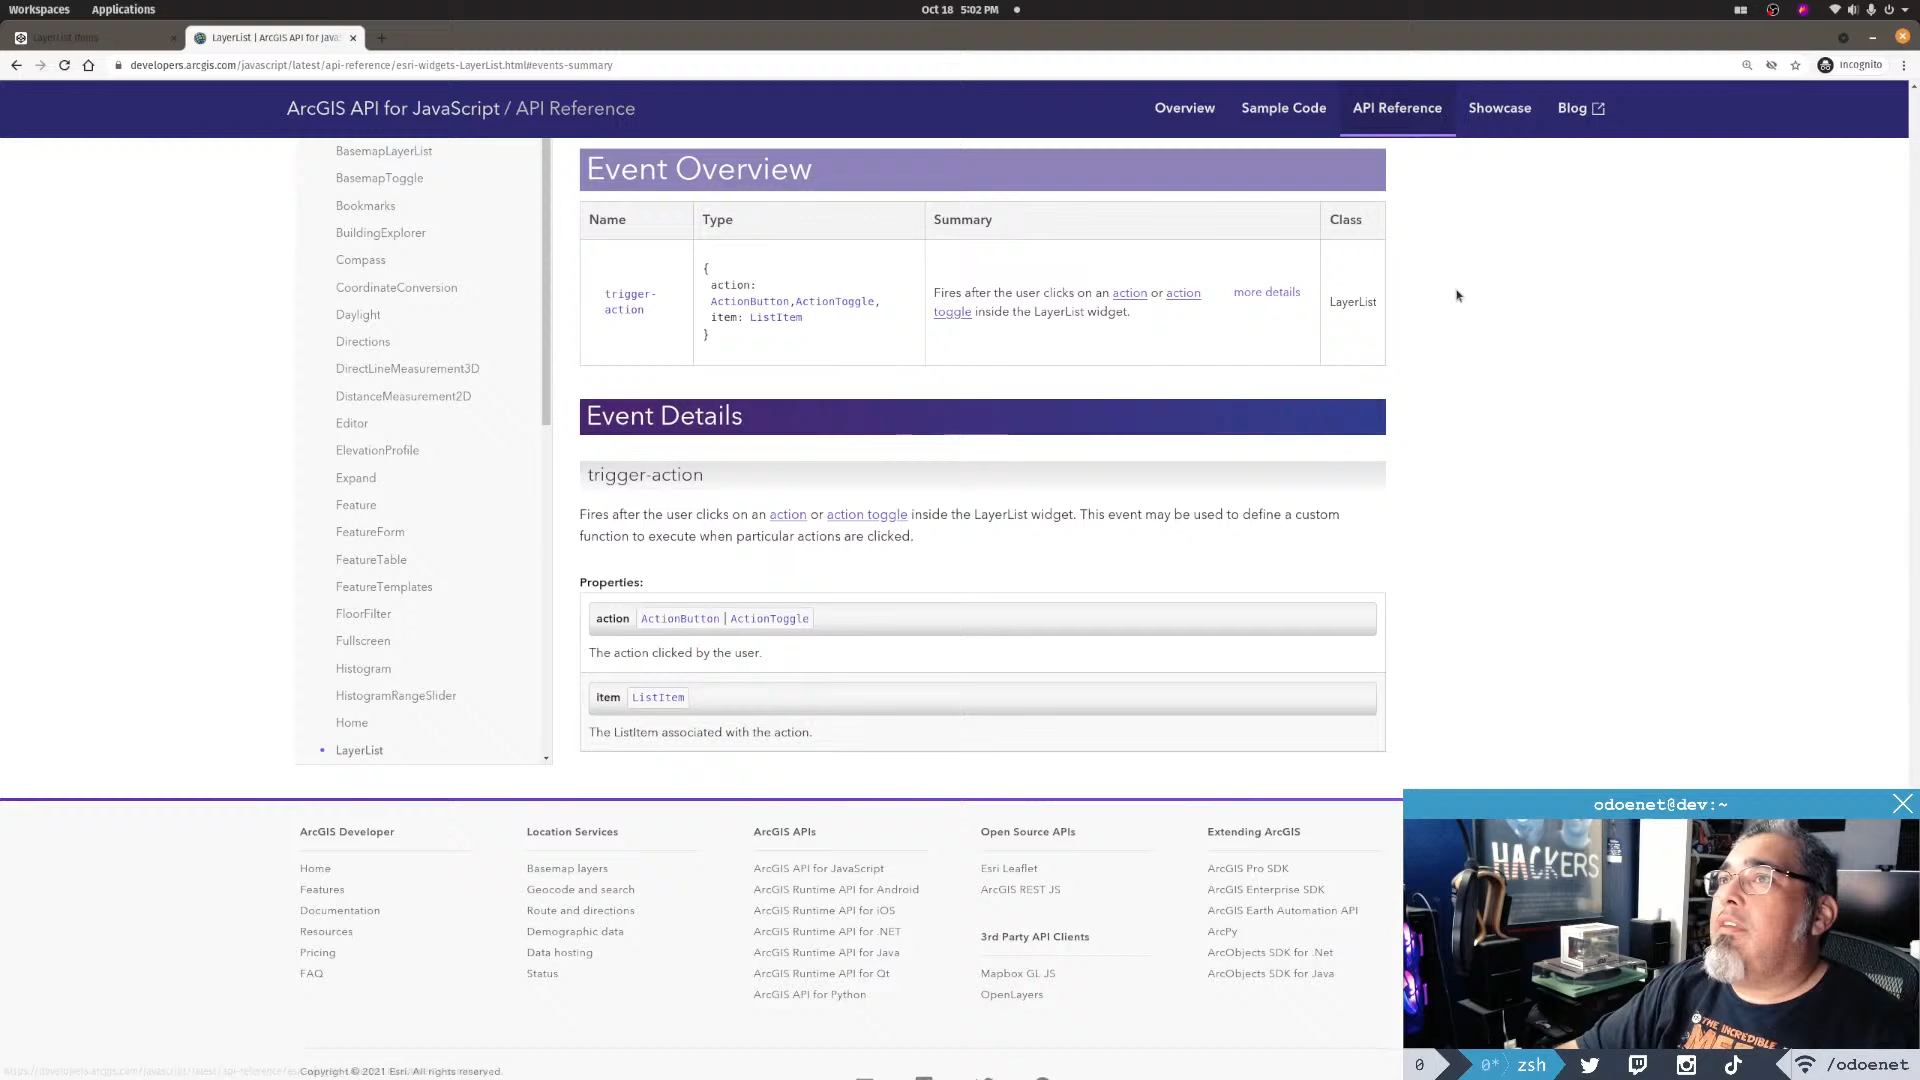 Workspaces Applications Oct 18 5:02 PM
LayerList Items LayerList | ArcGIS API for Java
developers.arcgis.com/javascript/latest/api-reference/esri-widgets-LayerList.html#events-summary Incognito
ArcGIS API for JavaScript / API Reference Overview Sample Code API Reference Showcase Blog
BasemapLayerList
BasemapToggle
Bookmarks
BuildingExplorer
Compass
CoordinateConversion
Daylight
Directions
DirectLineMeasurement3D
DistanceMeasurement2D
Editor
ElevationProfile
Expand
Feature
FeatureForm
FeatureTable
FeatureTemplates
FloorFilter
Fullscreen
Histogram
HistogramRangeSlider
Home
LayerList
Event Overview
Name Type Summary Class
trigger-
action
{
action:
ActionButton,ActionToggle,
item: ListItem
}
Fires after the user clicks on an action or action
toggle inside the LayerList widget.
more details
LayerList
Event Details
trigger-action
Fires after the user clicks on an action or action toggle inside the LayerList widget. This event may be used to define a custom
function to execute when particular actions are clicked.
Properties:
action ActionButton | ActionToggle
The action clicked by the user.
item ListItem
The ListItem associated with the action.
ArcGIS Developer
Home
Features
Documentation
Resources
Pricing
FAQ
Location Services
Basemap layers
Geocode and search
Route and directions
Demographic data
Data hosting
Status
ArcGIS APIs
ArcGIS API for JavaScript
ArcGIS Runtime API for Android
ArcGIS Runtime API for iOS
ArcGIS Runtime API for .NET
ArcGIS Runtime API for Java
ArcGIS Runtime API for Qt
ArcGIS API for Python
Open Source APIs
Esri Leaflet
ArcGIS REST JS
3rd Party API Clients
Mapbox GL JS
OpenLayers
Extending ArcGIS
ArcGIS Pro SDK
ArcGIS Enterprise SDK
ArcGIS Earth Automation API
ArcPy
ArcObjects SDK for .Net
ArcObjects SDK for Java
Copyright © 2021 Esri. All rights reserved.
odoenet@dev:~
HACKERS
THE INCREDIBLE
0 0* zsh /odoenet